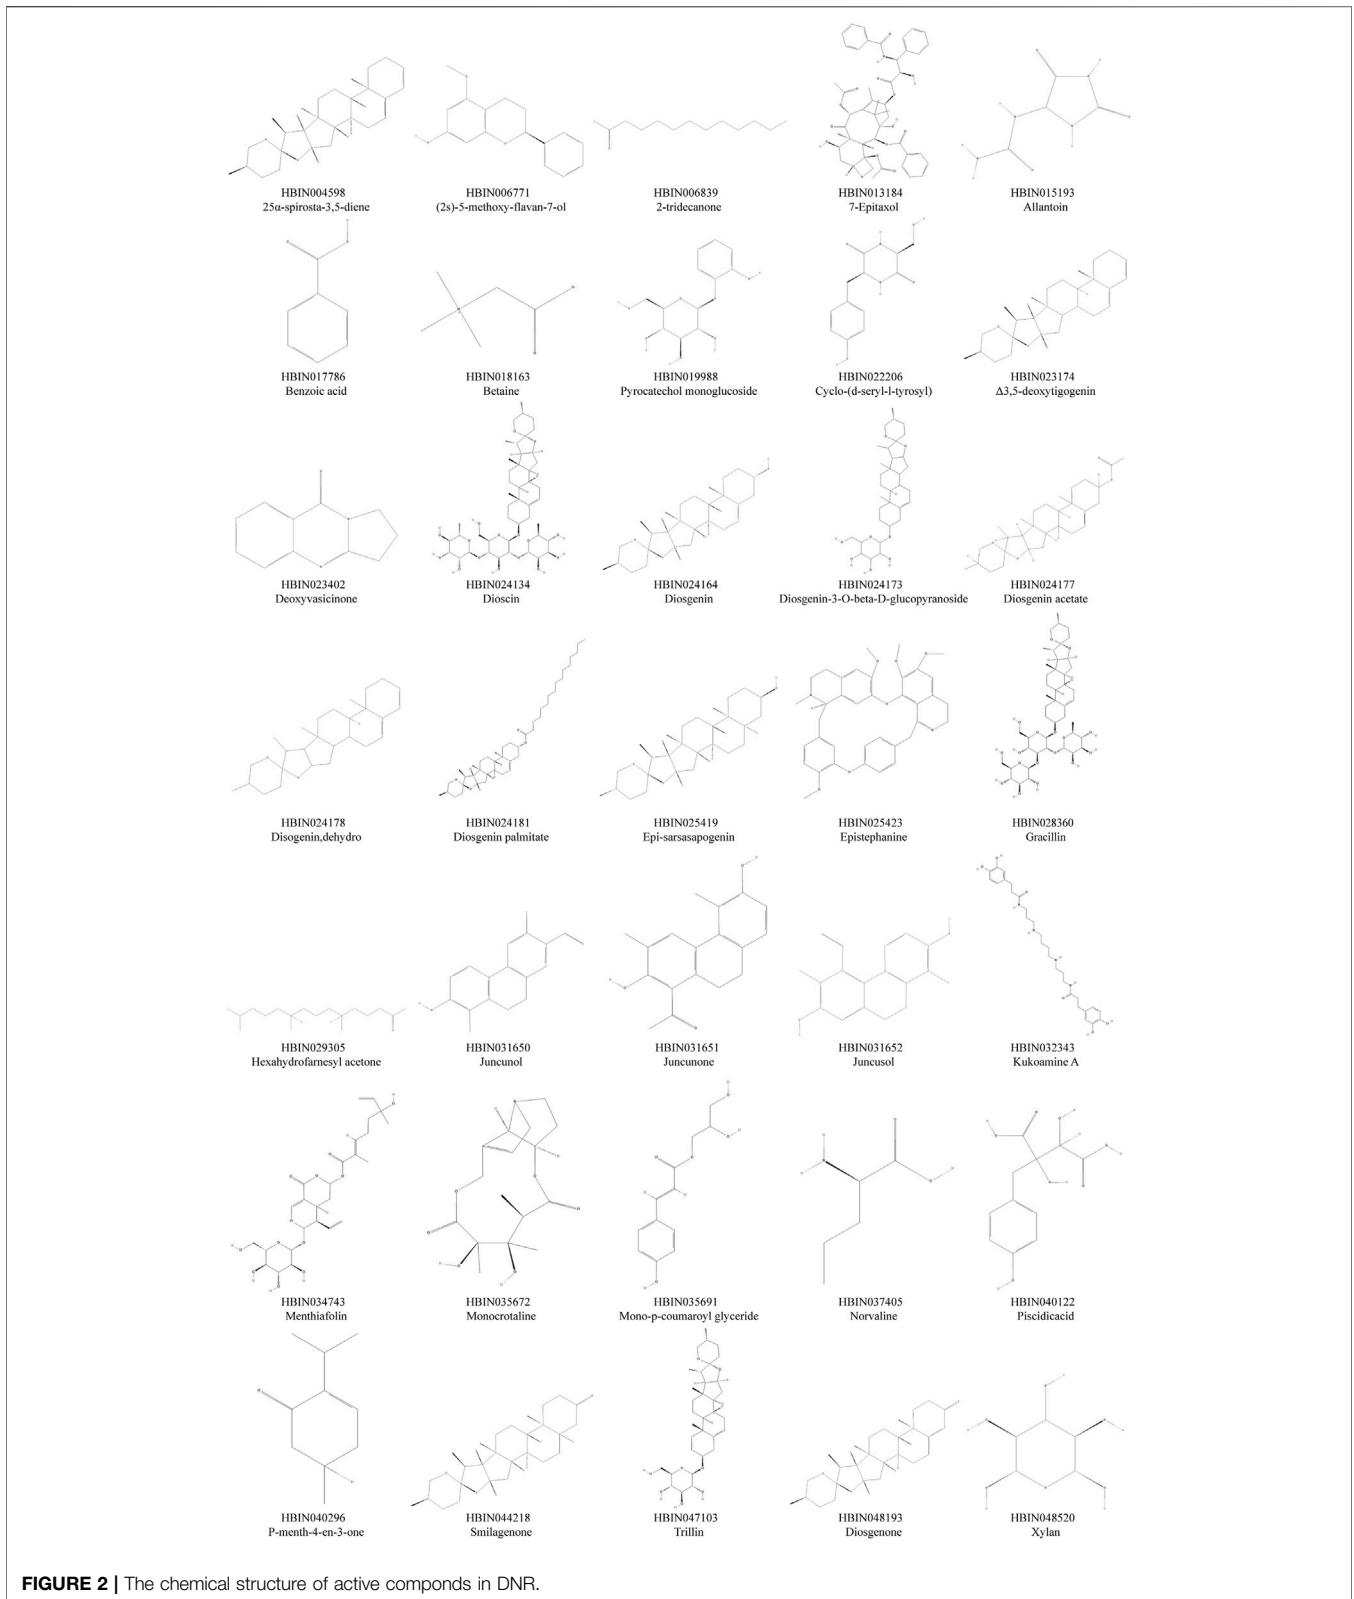 HBIN004598 HBIN006771 HBIN006839 HBIN013184 HBIN015193
25α-spirosta-3,5-diene (2s)-5-methoxy-flavan-7-ol 2-tridecanone 7-Epitaxol Allantoin
HBIN017786 HBIN018163 HBIN019988 HBIN022206 HBIN023174
Benzoic acid Betaine Pyrocatechol monoglucoside Cyclo-(d-seryl-l-tyrosyl) Δ3,5-deoxytigogenin
HBIN023402 HBIN024134 HBIN024164 HBIN024173 HBIN024177
Deoxyvasicinone Dioscin Diosgenin Diosgenin-3-O-beta-D-glucopyranoside Diosgenin acetate
HBIN024178 HBIN024181 HBIN025419 HBIN025423 HBIN028360
Disogenin,dehydro Diosgenin palmitate Epi-sarsasapogenin Epistephanine Gracillin
HBIN029305 HBIN031650 HBIN031651 HBIN031652 HBIN032343
Hexahydrofarnesyl acetone Juncunol Juncunone Juncusol Kukoamine A
HBIN034743 HBIN035672 HBIN035691 HBIN037405 HBIN040122
Menthiafolin Monocrotaline Mono-p-coumaroyl glyceride Norvaline Piscidicacid
HBIN040296 HBIN044218 HBIN047103 HBIN048193 HBIN048520
P-menth-4-en-3-one Smilagenone Trillin Diosgenone Xylan
FIGURE 2 | The chemical structure of active componds in DNR.